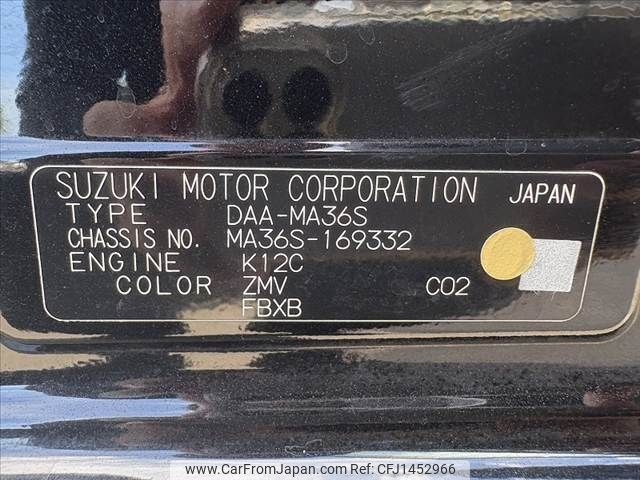 SUZUKI MOTOR CORPORATION JAPAN
TYPE DAA-MA36S
CHASSIS NO. MA36S-169332
ENGINE K12C
COLOR ZMV C02
FBXB
www.CarFromJapan.com Ref No: CFJ1452966